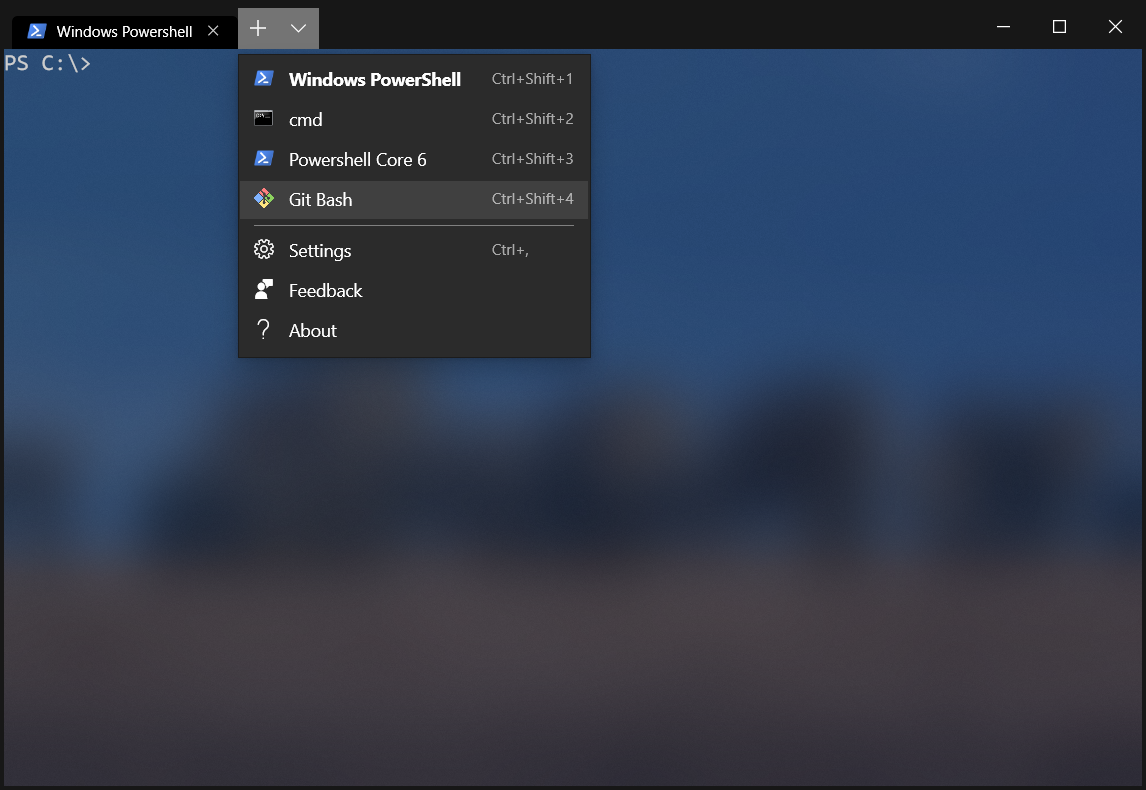 Windows Powershell
PS C:\>
Windows PowerShell Ctrl+Shift+1
cmd Ctrl+Shift+2
Powershell Core 6 Ctrl+Shift+3
Git Bash Ctrl+Shift+4
Settings Ctrl+,
Feedback
About